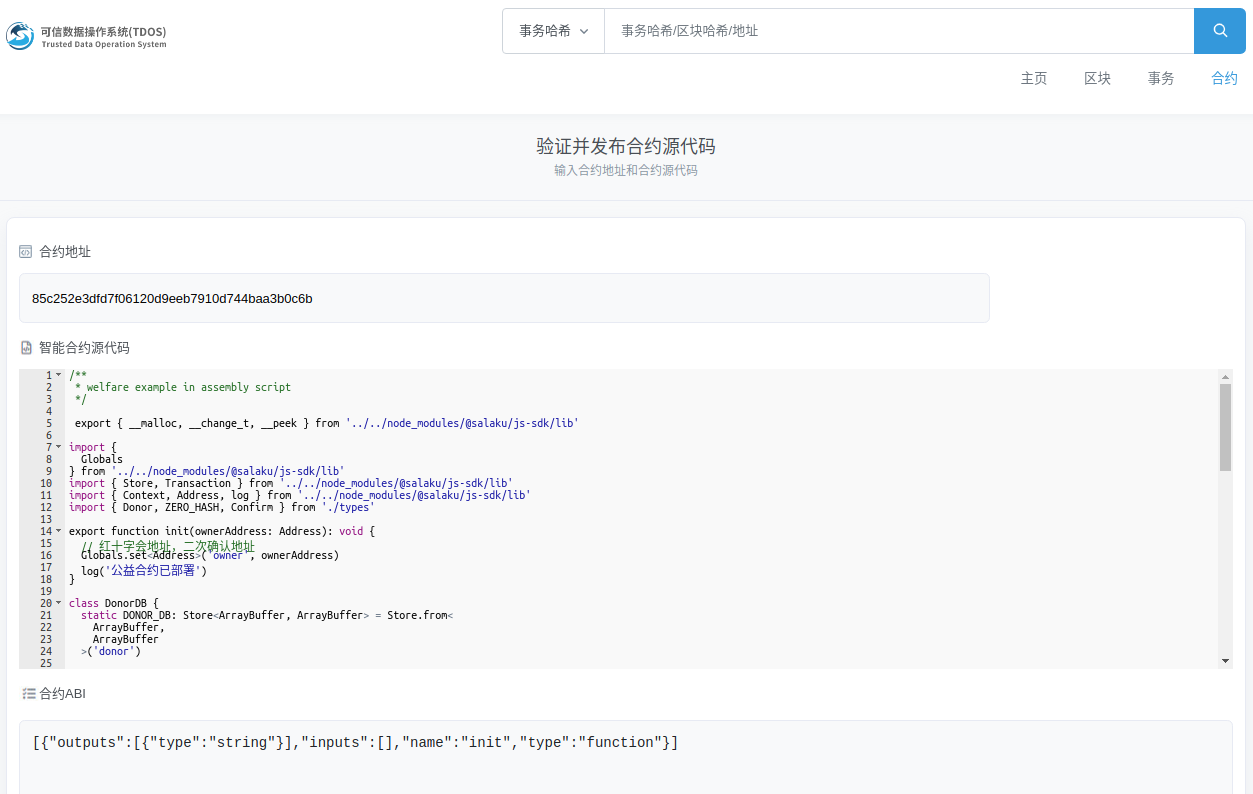 可信数据操作系统(TDOS)
Trusted Data Operation System
事务哈希
事务哈希/区块哈希/地址
主页 区块 事务 合约
验证并发布合约源代码
输入合约地址和合约源代码
合约地址
85c252e3dfd7f06120d9eeb7910d744baa3b0c6b
智能合约源代码
1 /**
2 * welfare example in assembly script
3 */
4
5 export { __malloc, __change_t, __peek } from '../../node_modules/@salaku/js-sdk/lib'
6
7 import {
8 Globals
9 } from '../../node_modules/@salaku/js-sdk/lib'
10 import { Store, Transaction } from '../../node_modules/@salaku/js-sdk/lib'
11 import { Context, Address, log } from '../../node_modules/@salaku/js-sdk/lib'
12 import { Donor, ZERO_HASH, Confirm } from './types'
13
14 export function init(ownerAddress: Address): void {
15 // 红十字会地址，二次确认地址
16 Globals.set<Address>('owner', ownerAddress)
17 log('公益合约已部署')
18 }
19
20 class DonorDB {
21 static DONOR_DB: Store<ArrayBuffer, ArrayBuffer> = Store.from<
22 ArrayBuffer,
23 ArrayBuffer
24 >('donor')
25
合约ABI
[{"outputs":[{"type":"string"}],"inputs":[],"name":"init","type":"function"}]